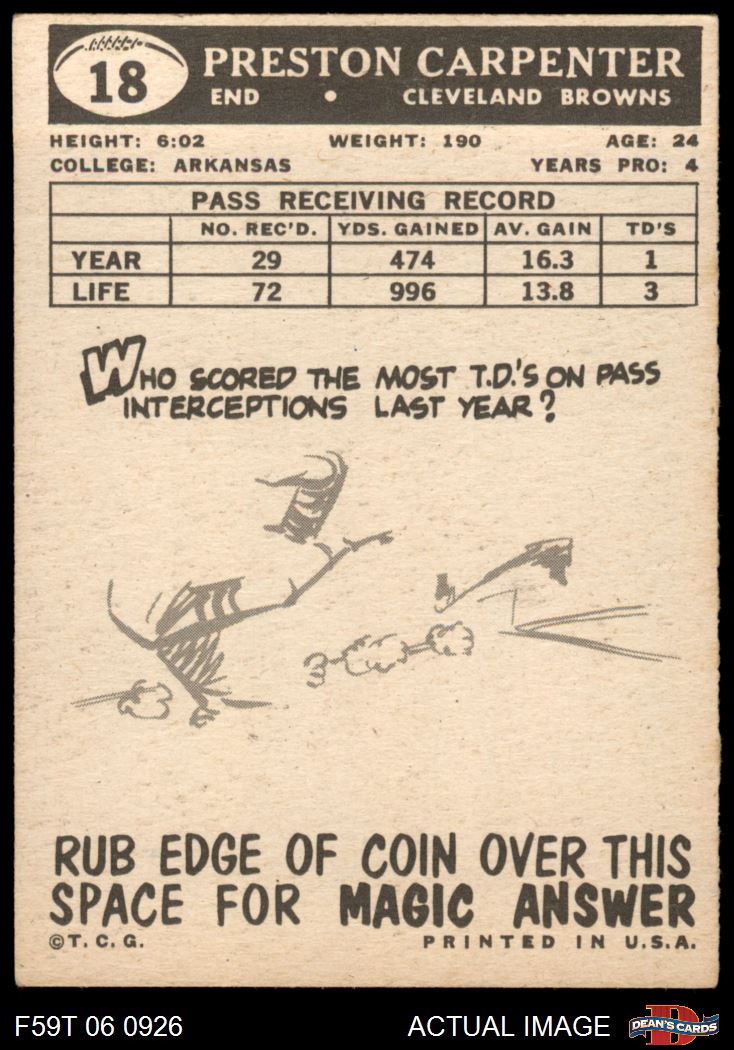 18
PRESTON CARPENTER
END • CLEVELAND BROWNS
HEIGHT: 6:02 WEIGHT: 190 AGE: 24
COLLEGE: ARKANSAS YEARS PRO: 4
PASS RECEIVING RECORD
NO. REC'D. YDS. GAINED AV. GAIN TD'S
YEAR 29 474 16.3 1
LIFE 72 996 13.8 3
WHO SCORED THE MOST T.D.'S ON PASS
INTERCEPTIONS LAST YEAR?
RUB EDGE OF COIN OVER THIS
SPACE FOR MAGIC ANSWER
©T. C. G. PRINTED IN U.S.A.
F59T 06 0926 ACTUAL IMAGE D DEAN'S CARDS